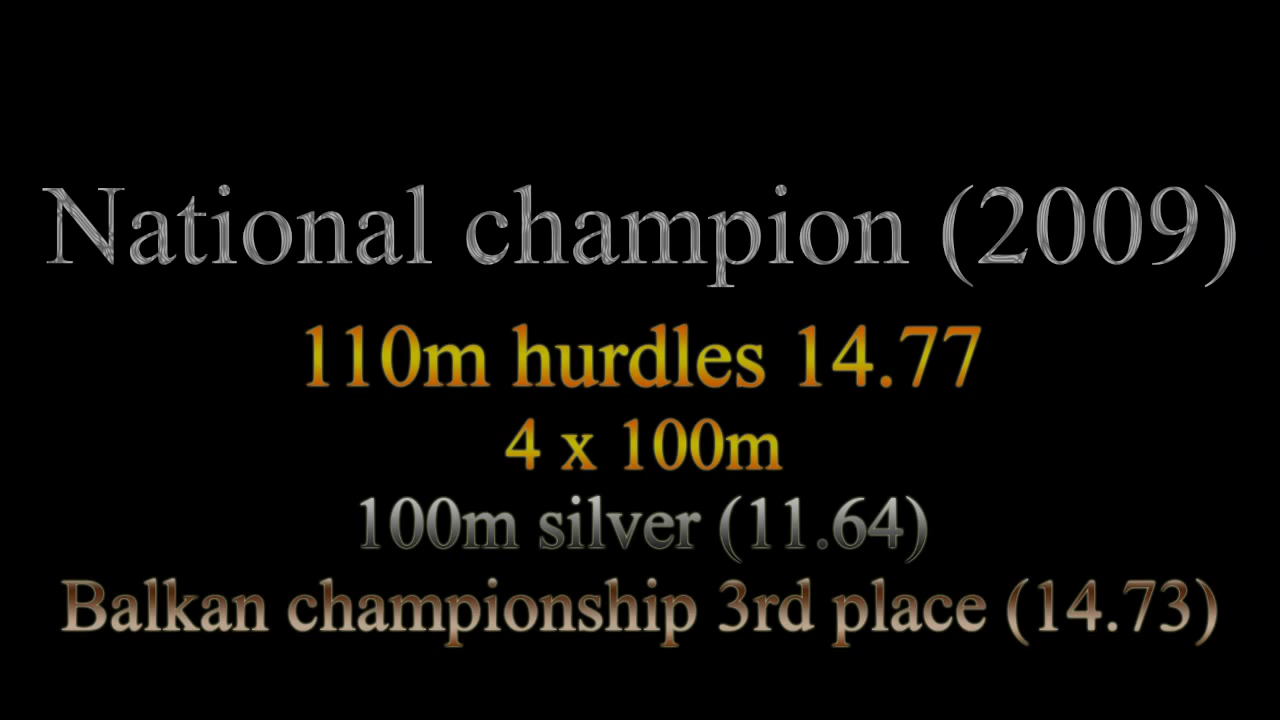 National champion (2009)
110m hurdles 14.77
4 x 100m
100m silver (11.64)
Balkan championship 3rd place (14.73)